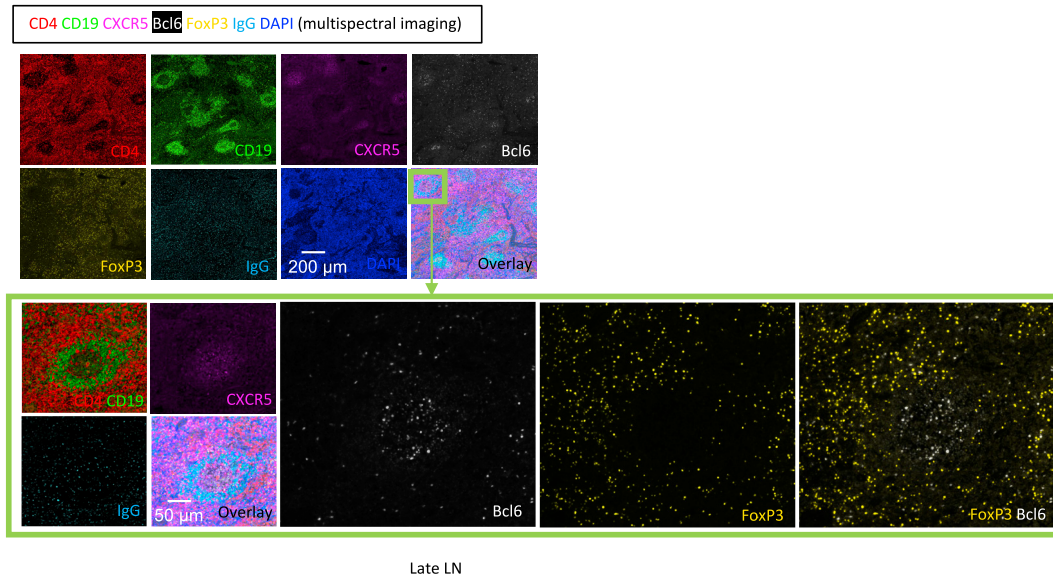 CD4 CD19 CXCR5 Bcl6 FoxP3 IgG DAPI (multispectral imaging)
CD4
CD19
CXCR5
Bcl6
FoxP3
IgG
200 μm
DAPI
Overlay
CD4 CD19
CXCR5
IgG
50 μm
Overlay
Bcl6
FoxP3
FoxP3 Bcl6
Late LN